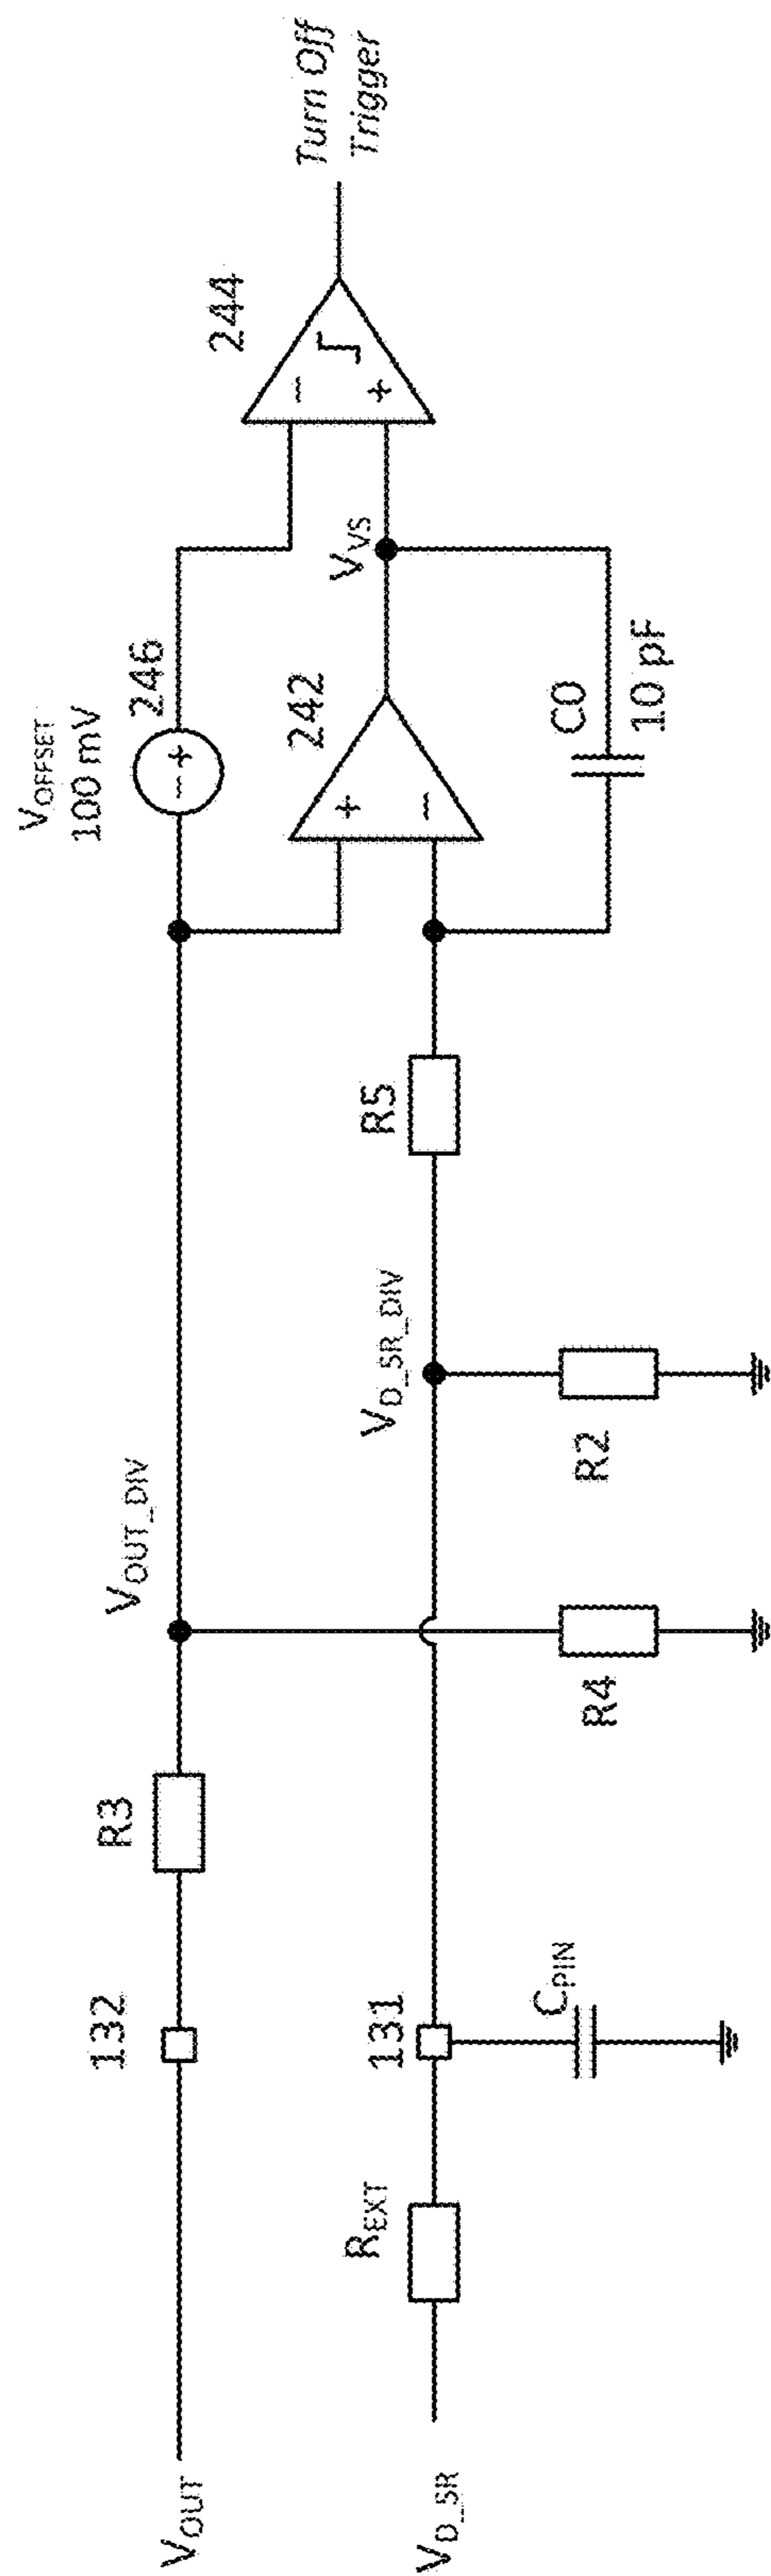 V_OUT
132
R3
V_OUT_DIV
R4
V_OFFSET
100 mV
246
−+
V_D_SR
R_EXT
131
C_PIN
V_D_SR_DIV
R2
R5
+
−
242
C0
10 pF
V_VS
−
+
244
Turn Off
Trigger